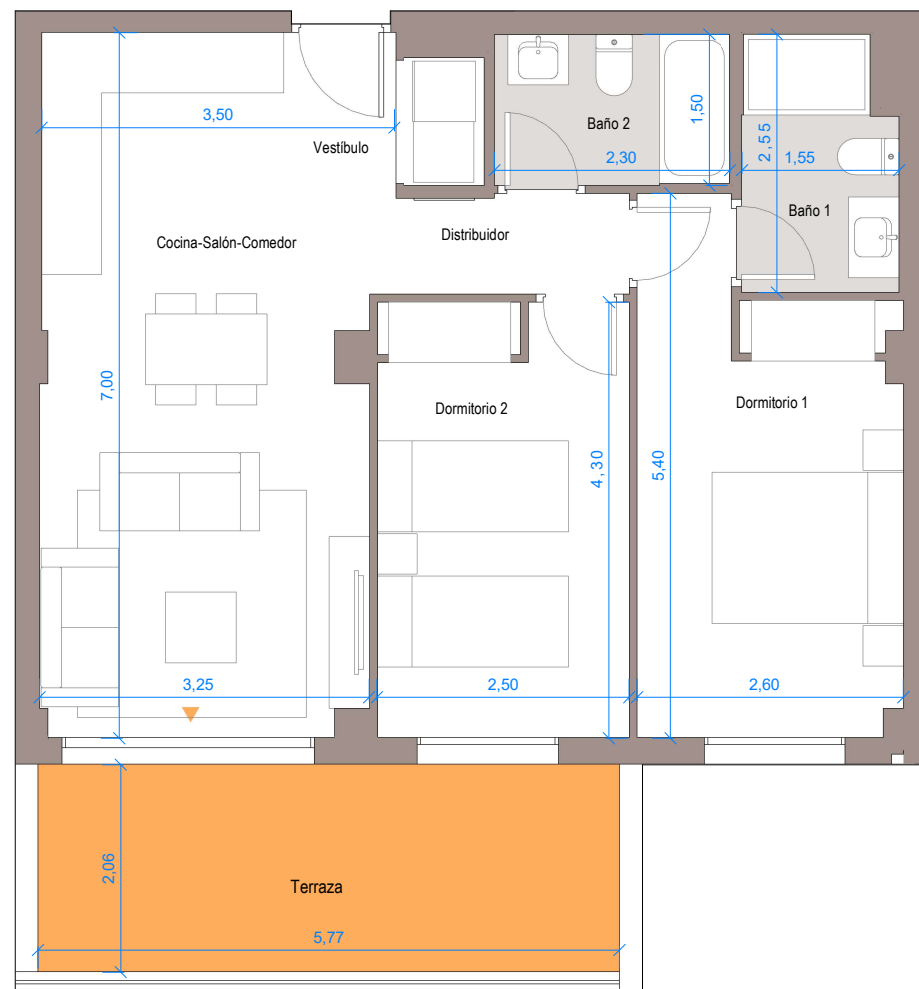 3,50
Vestíbulo
Baño 2
2,30
1,50
2,55
1,55
Baño 1
Cocina-Salón-Comedor
Distribuidor
7,00
Dormitorio 2
4,30
5,40
Dormitorio 1
3,25
2,50
2,60
2,06
Terraza
5,77